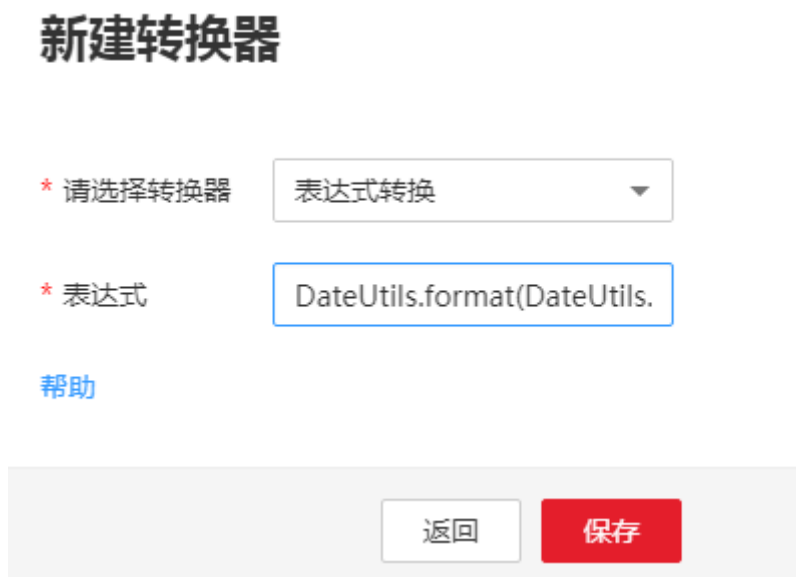 新建转换器
* 请选择转换器 表达式转换
* 表达式 DateUtils.format(DateUtils.
帮助
返回 保存